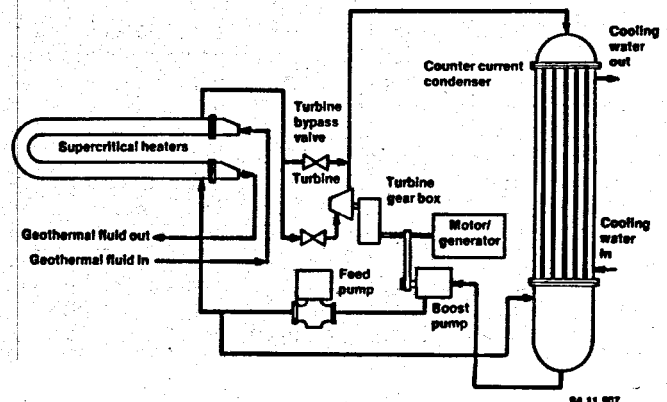 Cooling
water
out
Counter current
condenser
Turbine
bypass
valve
Supercritical heaters
Turbine
Turbine
gear box
Motor/
generator
Cooling
water
in
Geothermal fluid out
Geothermal fluid in
Feed
pump
Boost
pump